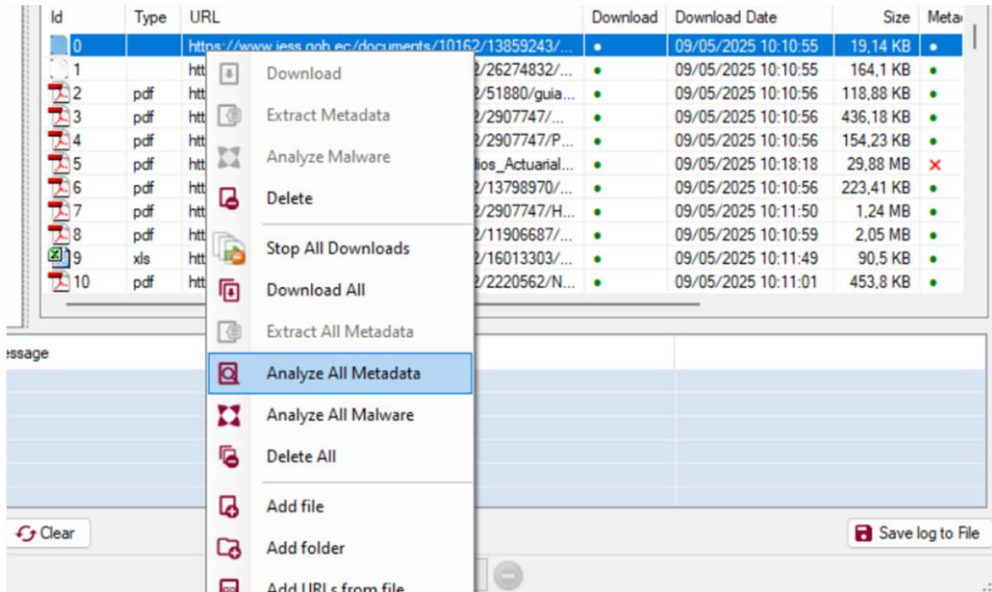 Id Type URL Download Download Date Size Meta
0 https://www.iess.gob.ec/documents/10162/13859243/... 09/05/2025 10:10:55 19,14 KB
1 htt 2/26274832/... 09/05/2025 10:10:55 164,1 KB
2 pdf htt 2/51880/guia... 09/05/2025 10:10:56 118,88 KB
3 pdf htt 2/2907747/... 09/05/2025 10:10:56 436,18 KB
4 pdf htt 2/2907747/P... 09/05/2025 10:10:56 154,23 KB
5 pdf htt lios_Actuarial... 09/05/2025 10:18:18 29,88 MB
6 pdf htt 2/13798970/... 09/05/2025 10:10:56 223,41 KB
7 pdf htt 2/2907747/H... 09/05/2025 10:11:50 1,24 MB
8 pdf htt 2/11906687/... 09/05/2025 10:10:59 2,05 MB
9 xls htt 2/16013303/... 09/05/2025 10:11:49 90,5 KB
10 pdf htt 2/2220562/N... 09/05/2025 10:11:01 453,8 KB
Download
Extract Metadata
Analyze Malware
Delete
Stop All Downloads
Download All
Extract All Metadata
Analyze All Metadata
Analyze All Malware
Delete All
Add file
Add folder
Add URLs from file
essage
Clear
Save log to File